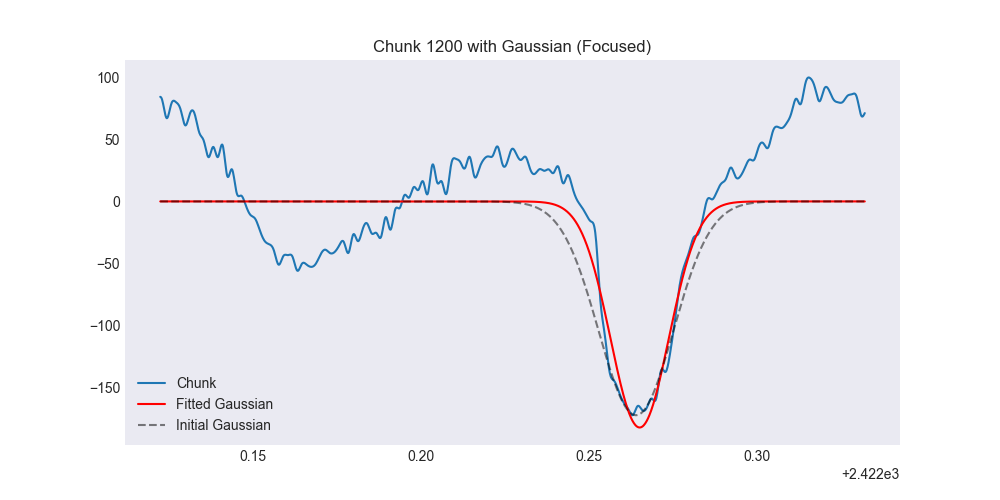 Chunk 1200 with Gaussian (Focused)
100
50
0
−50
−100
−150
Chunk
Fitted Gaussian
Initial Gaussian
0.15 0.20 0.25 0.30
+2.422e3